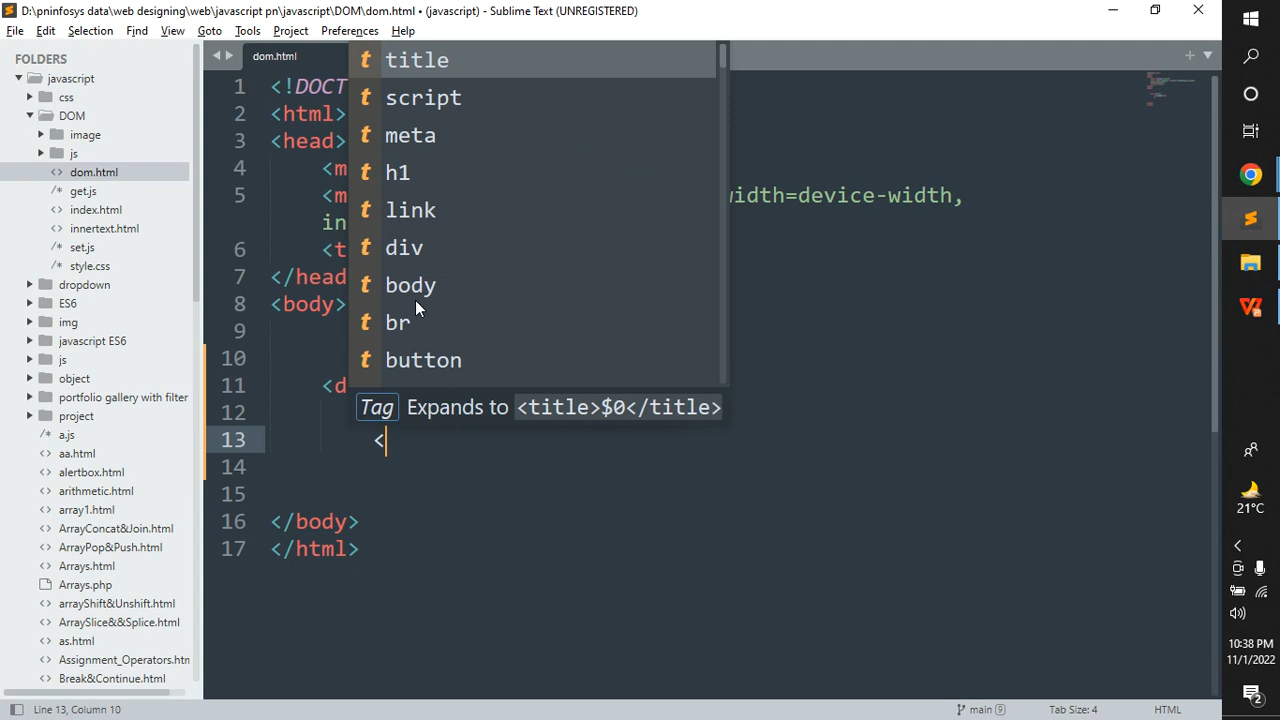 D:\pninfosys data\web designing\web\javascript pn\javascript\DOM\dom.html • (javascript) - Sublime Text (UNREGISTERED)
File Edit Selection Find View Goto Tools Project Preferences Help
FOLDERS
javascript
css
DOM
image
js
dom.html
get.js
index.html
innertext.html
set.js
style.css
dropdown
ES6
img
javascript ES6
js
object
portfolio gallery with filter
project
a.js
aa.html
alertbox.html
arithmetic.html
array1.html
ArrayConcat&Join.html
ArrayPop&Push.html
Arrays.html
Arrays.php
arrayShift&Unshift.html
ArraySlice&&Splice.html
as.html
Assignment_Operators.htn
Break&Continue.html
dom.html
1 <!DOCT
2 <html>
3 <head>
4 <m
5 <m width=device-width,
in
6 <t
7 </head
8 <body>
9
10
11 <d
12
13 <
14
15
16 </body>
17 </html>
t title
t script
t meta
t h1
t link
t div
t body
t br
t button
Tag Expands to <title>$0</title>
Line 13, Column 10
main 9
Tab Size: 4
HTML
21°C
10:38 PM
11/1/2022
2